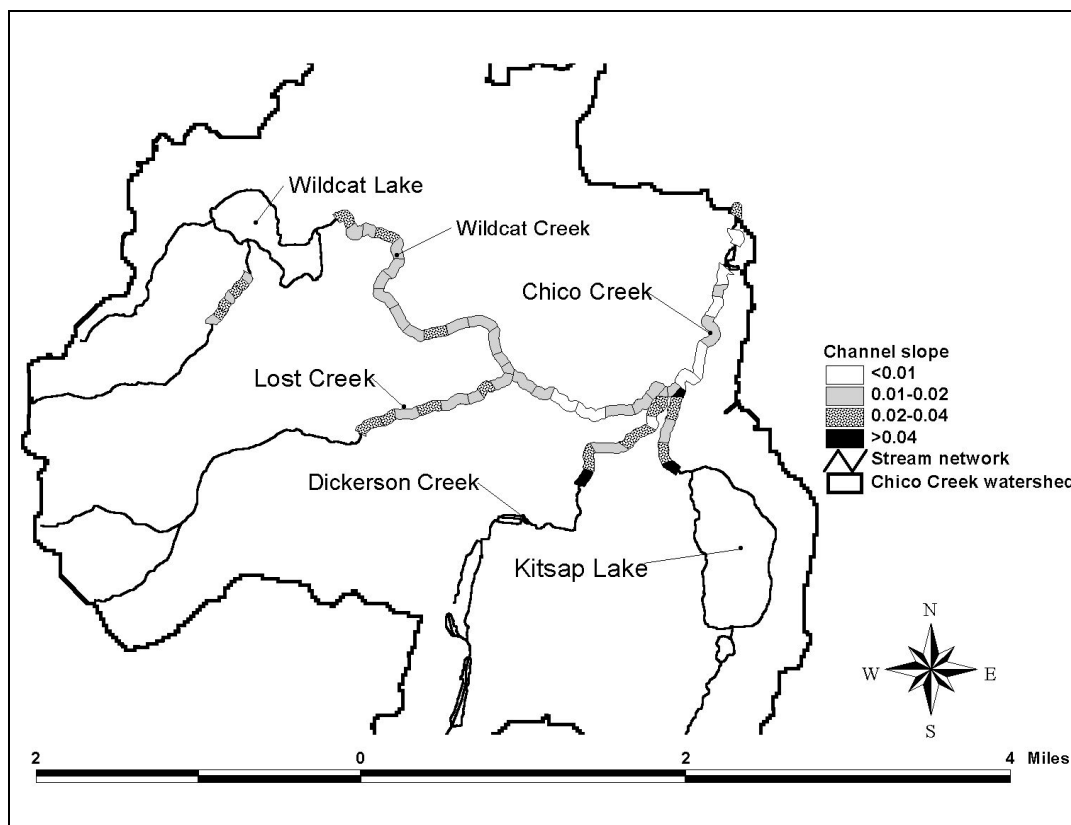 Wildcat Lake
Wildcat Creek
Chico Creek
Lost Creek
Dickerson Creek
Kitsap Lake
Channel slope
<0.01
0.01-0.02
0.02-0.04
>0.04
Stream network
Chico Creek watershed
N
W E
S
2 0 2 4 Miles